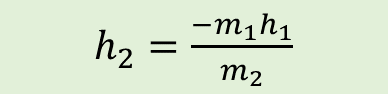 h₂ = −m₁h₁ / m₂